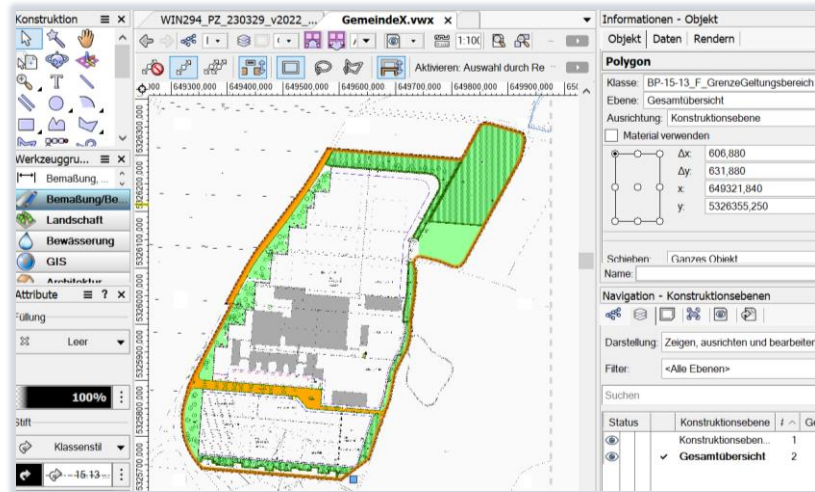 Konstruktion
WIN294_PZ_230329_v2022_...
GemeindeX.vwx
Informationen - Objekt
Objekt Daten Rendern
Polygon
Klasse: BP-15-13_F_GrenzeGeltungsbereich
Ebene: Gesamtübersicht
Ausrichtung: Konstruktionsebene
Material verwenden
Δx: 606,880
Δy: 631,880
x: 649321,840
y: 5326355,250
Schieben: Ganzes Objekt
Name:
Aktivieren: Auswahl durch Re
649300,000 649400,000 649500,000 649600,000 649700,000 649800,000 649900,000
5326300,000
5326200,000
5326100,000
5326000,000
5325900,000
5325800,000
5325700,000
Werkzeuggru...
Bemaßung, ...
Bemaßung/Be
Landschaft
Bewässerung
GIS
Architektur
Attribute
Füllung
Leer
100%
Stift
Klassenstil
15-13...
Navigation - Konstruktionsebenen
Darstellung: Zeigen, ausrichten und bearbeiten
Filter: <Alle Ebenen>
Suchen
Status Konstruktionsebene
Konstruktionseben... 1
Gesamtübersicht 2